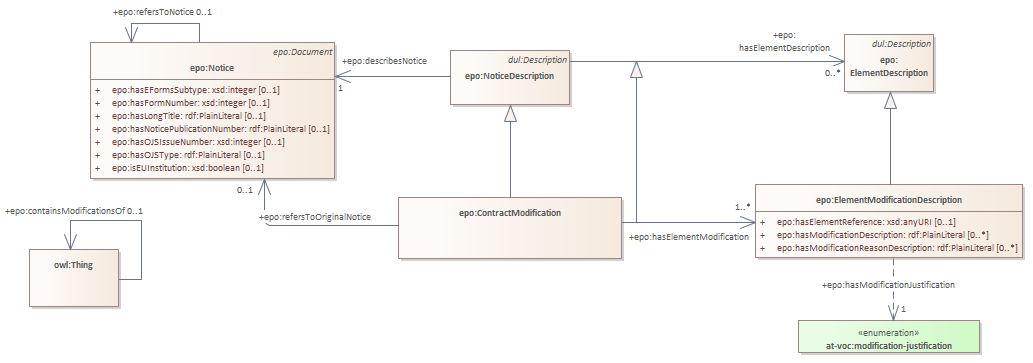 +epo:refersToNotice 0..1
epo:Document
epo:Notice
+ epo:hasEFormsSubtype: xsd:integer [0..1]
+ epo:hasFormNumber: xsd:integer [0..1]
+ epo:hasLongTitle: rdf:PlainLiteral [0..1]
+ epo:hasNoticePublicationNumber: rdf:PlainLiteral [0..1]
+ epo:hasOJSIssueNumber: xsd:integer [0..1]
+ epo:hasOJSType: rdf:PlainLiteral [0..1]
+ epo:isEUInstitution: xsd:boolean [0..1]
+epo:describesNotice
1
dul:Description
epo:NoticeDescription
+epo:
hasElementDescription
0..*
dul:Description
epo:
ElementDescription
0..1
+epo:refersToOriginalNotice
epo:ContractModification
1..*
+epo:hasElementModification
epo:ElementModificationDescription
+ epo:hasElementReference: xsd:anyURI [0..1]
+ epo:hasModificationDescription: rdf:PlainLiteral [0..*]
+ epo:hasModificationReasonDescription: rdf:PlainLiteral [0..*]
+epo:containsModificationsOf 0..1
owl:Thing
+epo:hasModificationJustification
1
«enumeration»
at-voc:modification-justification